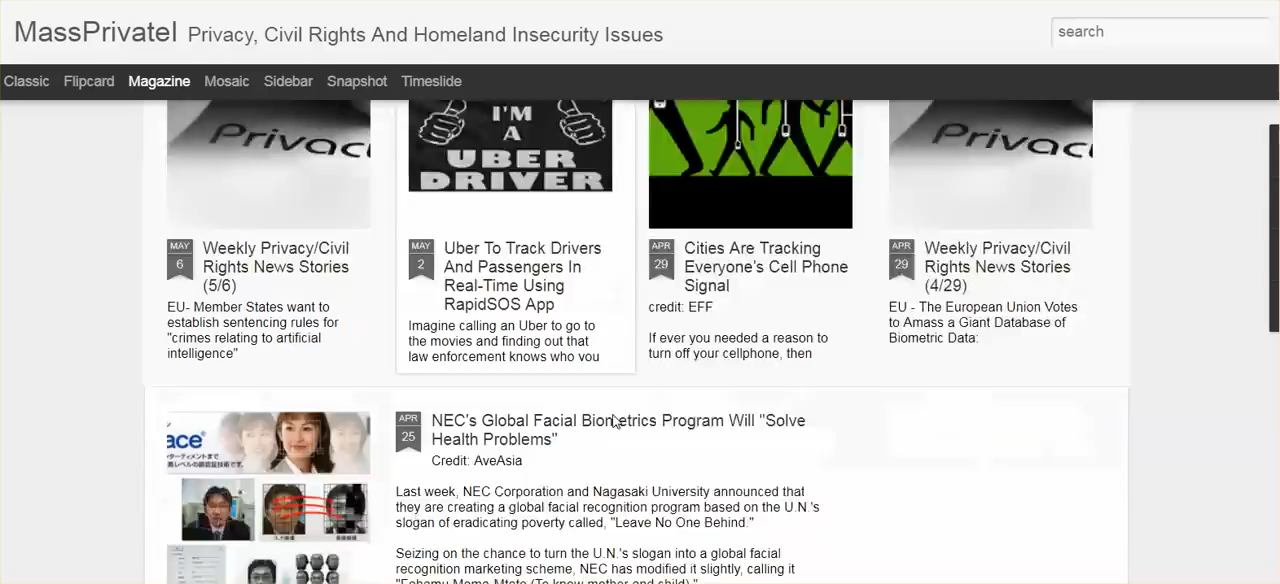 MassPrivateI Privacy, Civil Rights And Homeland Insecurity Issues
search
Classic Flipcard Magazine Mosaic Sidebar Snapshot Timeslide
Privac
I'M
A
UBER
DRIVER
Privac
MAY
6
Weekly Privacy/Civil
Rights News Stories
(5/6)
EU- Member States want to
establish sentencing rules for
"crimes relating to artificial
intelligence"
MAY
2
Uber To Track Drivers
And Passengers In
Real-Time Using
RapidSOS App
Imagine calling an Uber to go to
the movies and finding out that
law enforcement knows who you
APR
29
Cities Are Tracking
Everyone's Cell Phone
Signal
credit: EFF
If ever you needed a reason to
turn off your cellphone, then
APR
29
Weekly Privacy/Civil
Rights News Stories
(4/29)
EU - The European Union Votes
to Amass a Giant Database of
Biometric Data:
ace
APR
25
NEC's Global Facial Biometrics Program Will "Solve
Health Problems"
Credit: AveAsia
Last week, NEC Corporation and Nagasaki University announced that
they are creating a global facial recognition program based on the U.N.'s
slogan of eradicating poverty called, "Leave No One Behind."
Seizing on the chance to turn the U.N.'s slogan into a global facial
recognition marketing scheme, NEC has modified it slightly, calling it